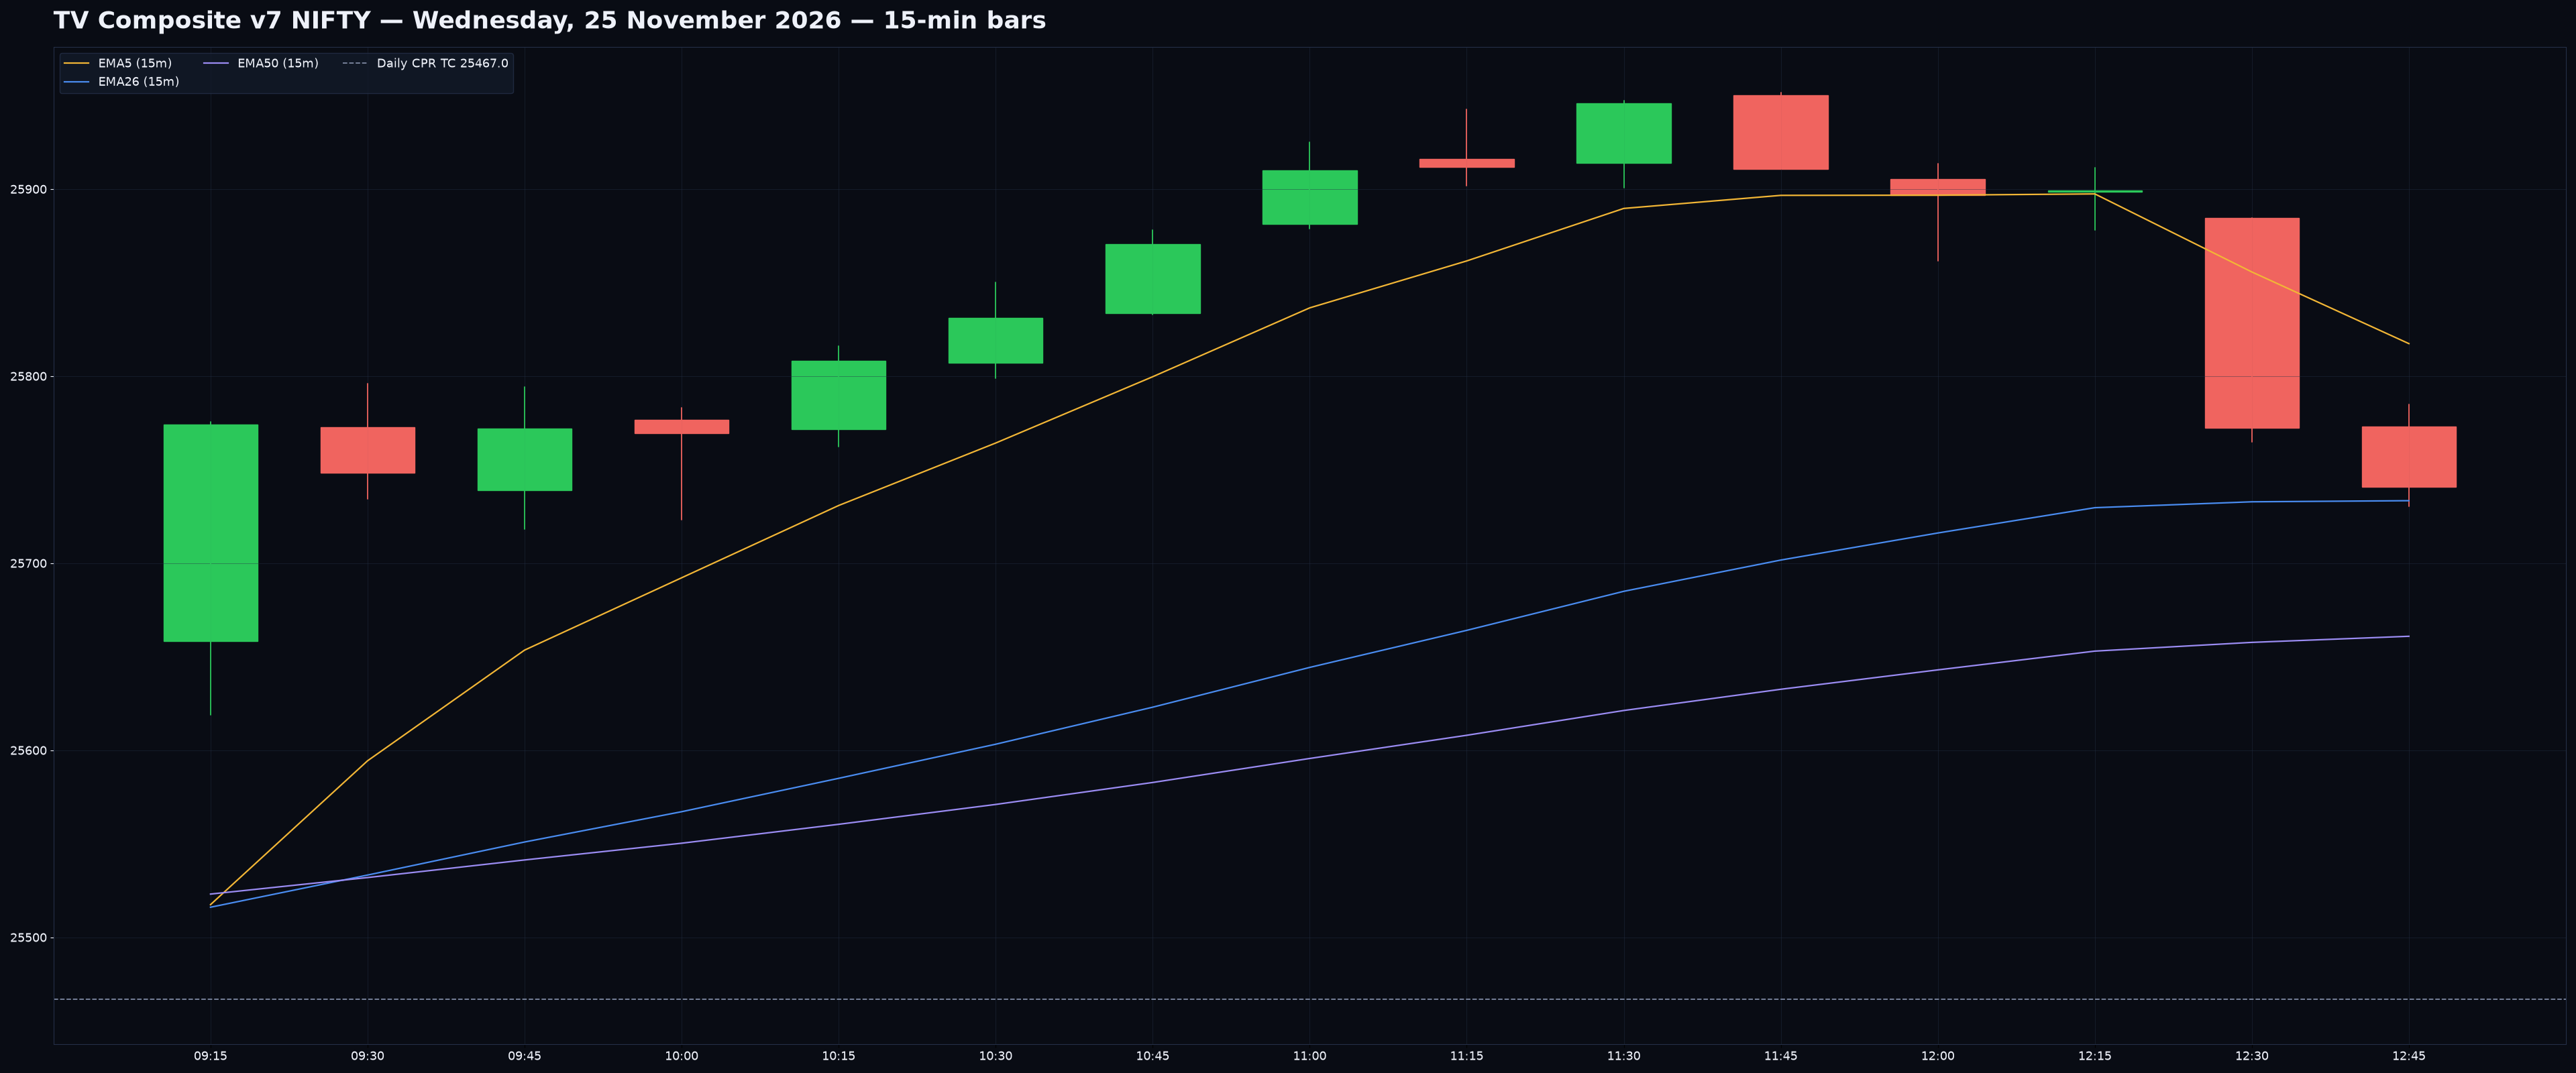 TV Composite v7 NIFTY — Wednesday, 25 November 2026 — 15-min bars
EMA5 (15m) EMA50 (15m) Daily CPR TC 25467.0
EMA26 (15m)
25900
25800
25700
25600
25500
09:15 09:30 09:45 10:00 10:15 10:30 10:45 11:00 11:15 11:30 11:45 12:00 12:15 12:30 12:45